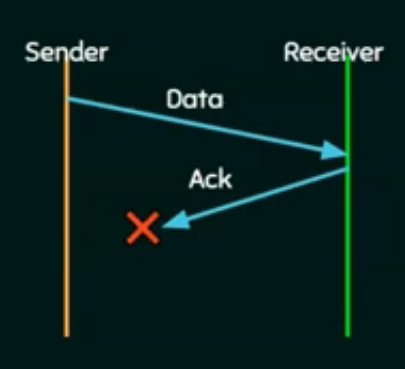 Sender Receiver
Data
Ack